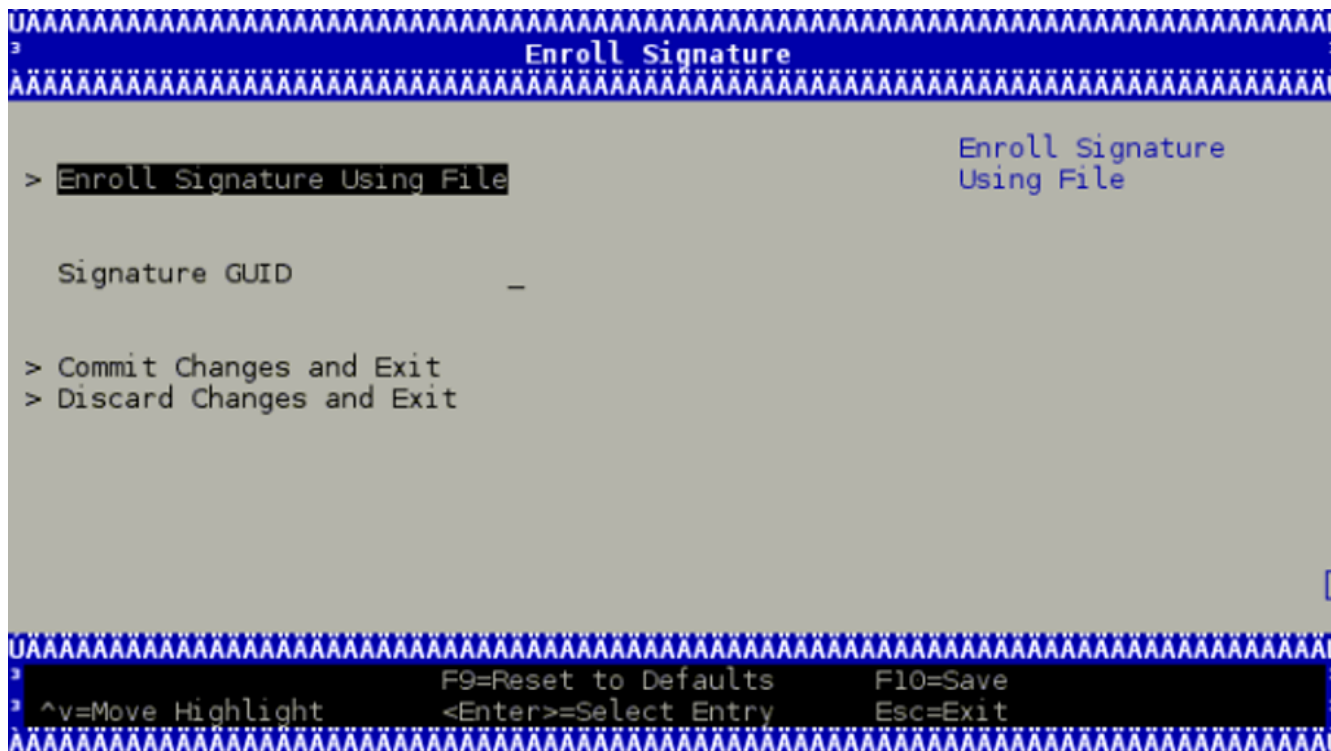 Enroll Signature
Enroll Signature
Using File
> Enroll Signature Using File
Signature GUID _
> Commit Changes and Exit
> Discard Changes and Exit
F9=Reset to Defaults F10=Save
^v=Move Highlight <Enter>=Select Entry Esc=Exit